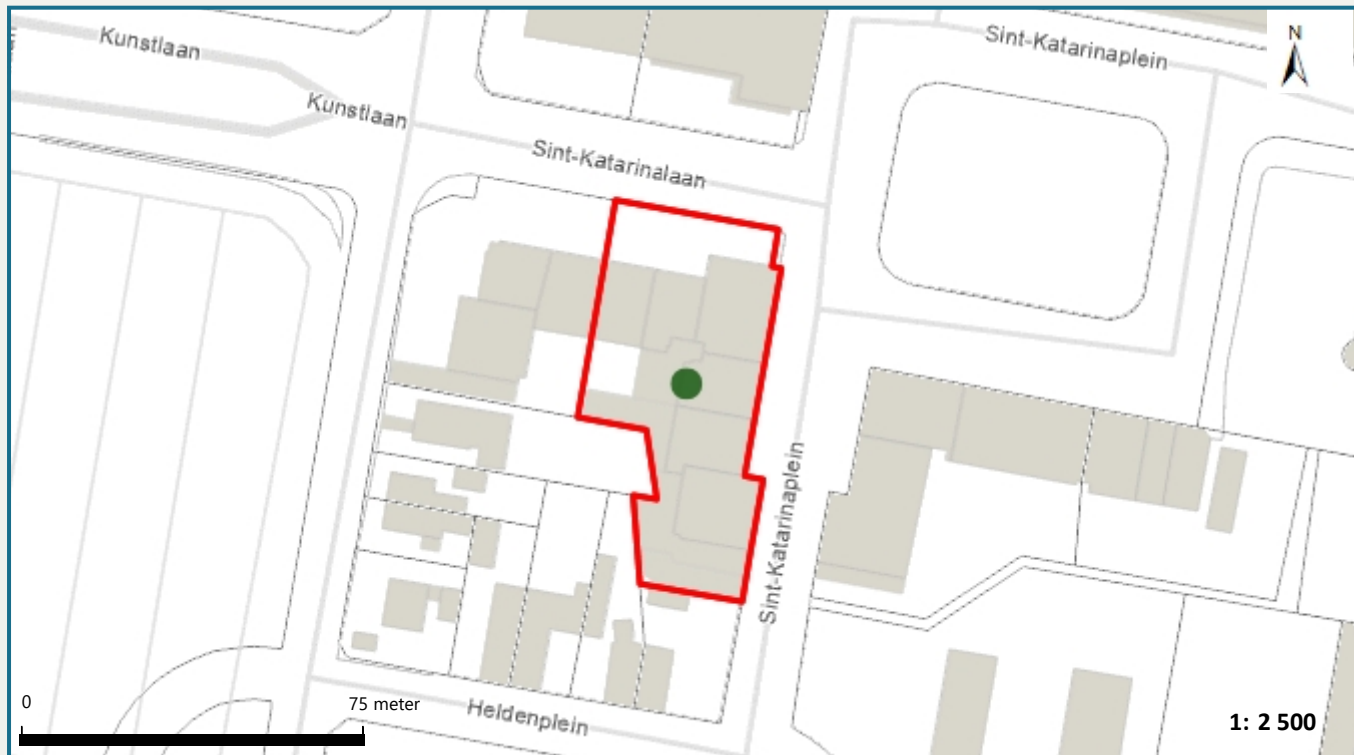 Kunstlaan
Sint-Katarinaplein
N
Kunstlaan
Sint-Katarinalaan
Sint-Katarinaplein
Heldenplein
0
75 meter
1: 2 500